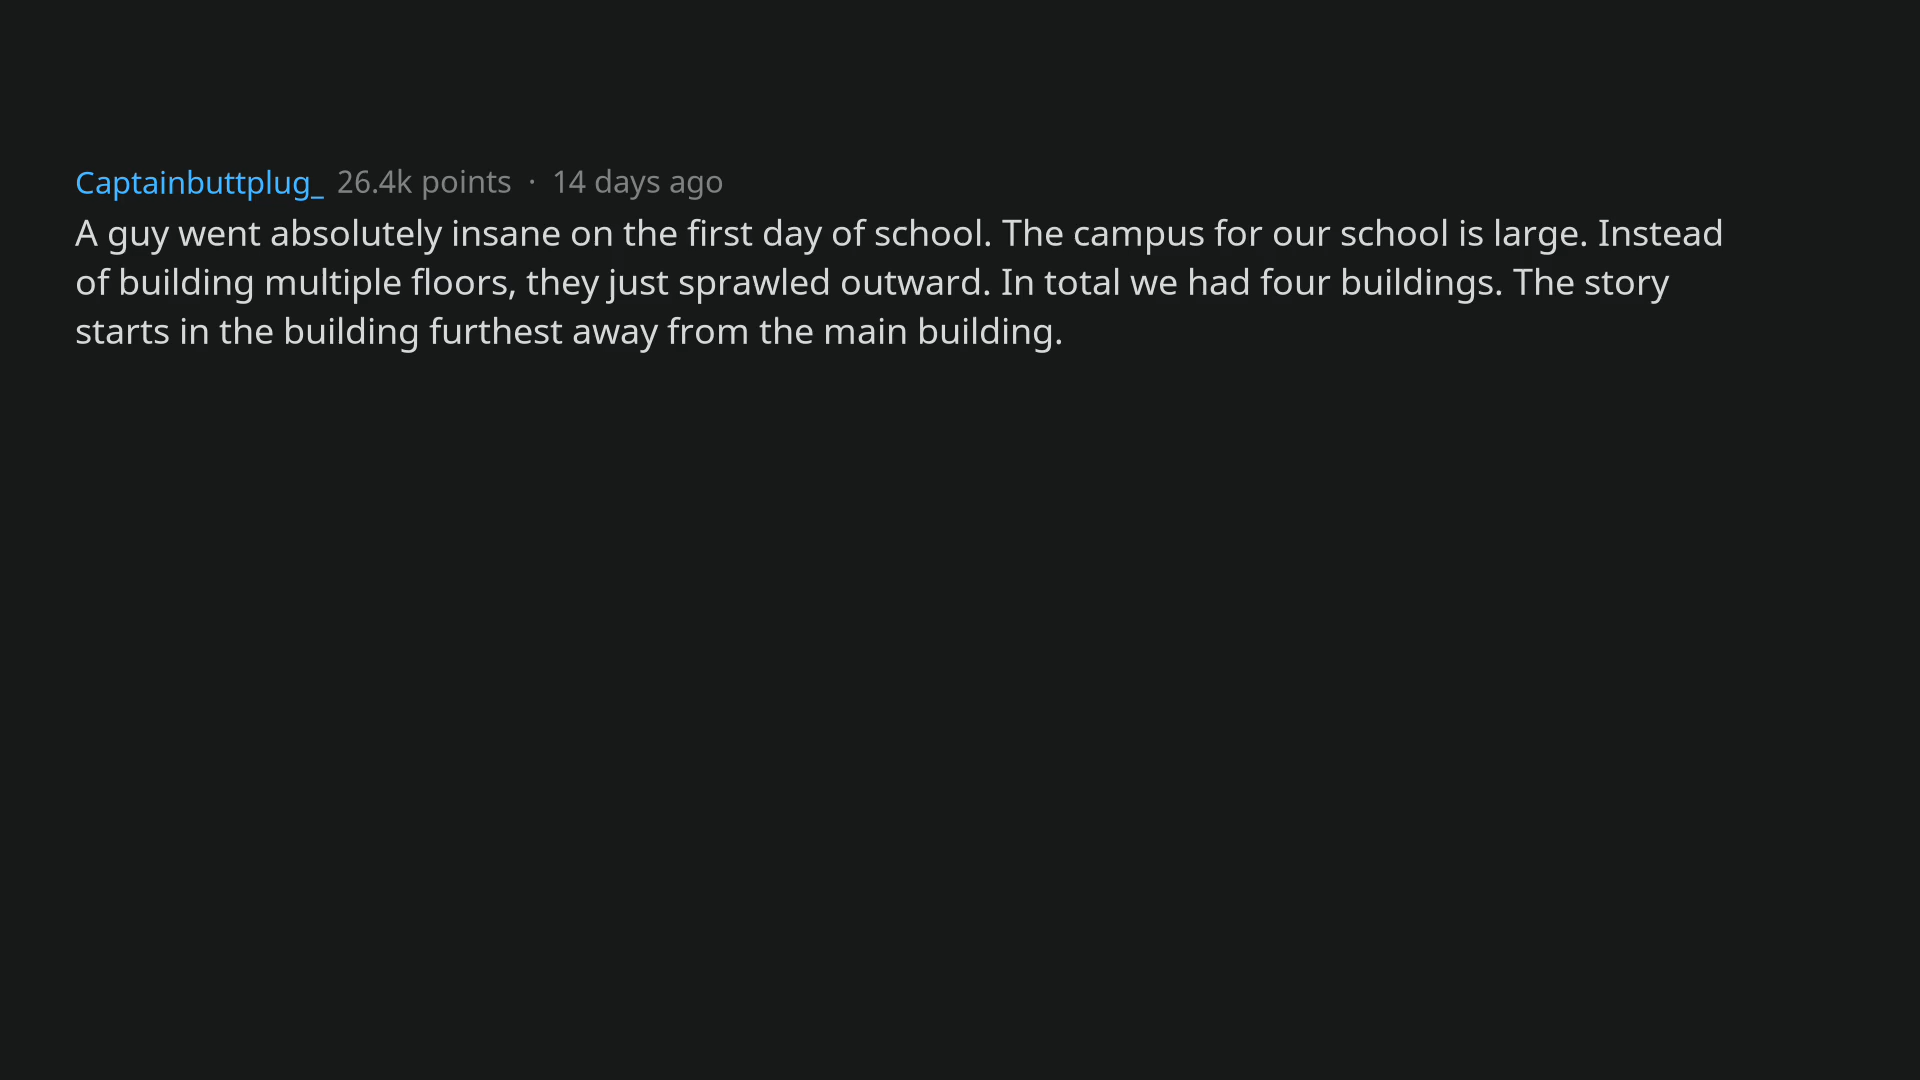 Captainbuttplug_ 26.4k points · 14 days ago
A guy went absolutely insane on the first day of school. The campus for our school is large. Instead
of building multiple floors, they just sprawled outward. In total we had four buildings. The story
starts in the building furthest away from the main building.